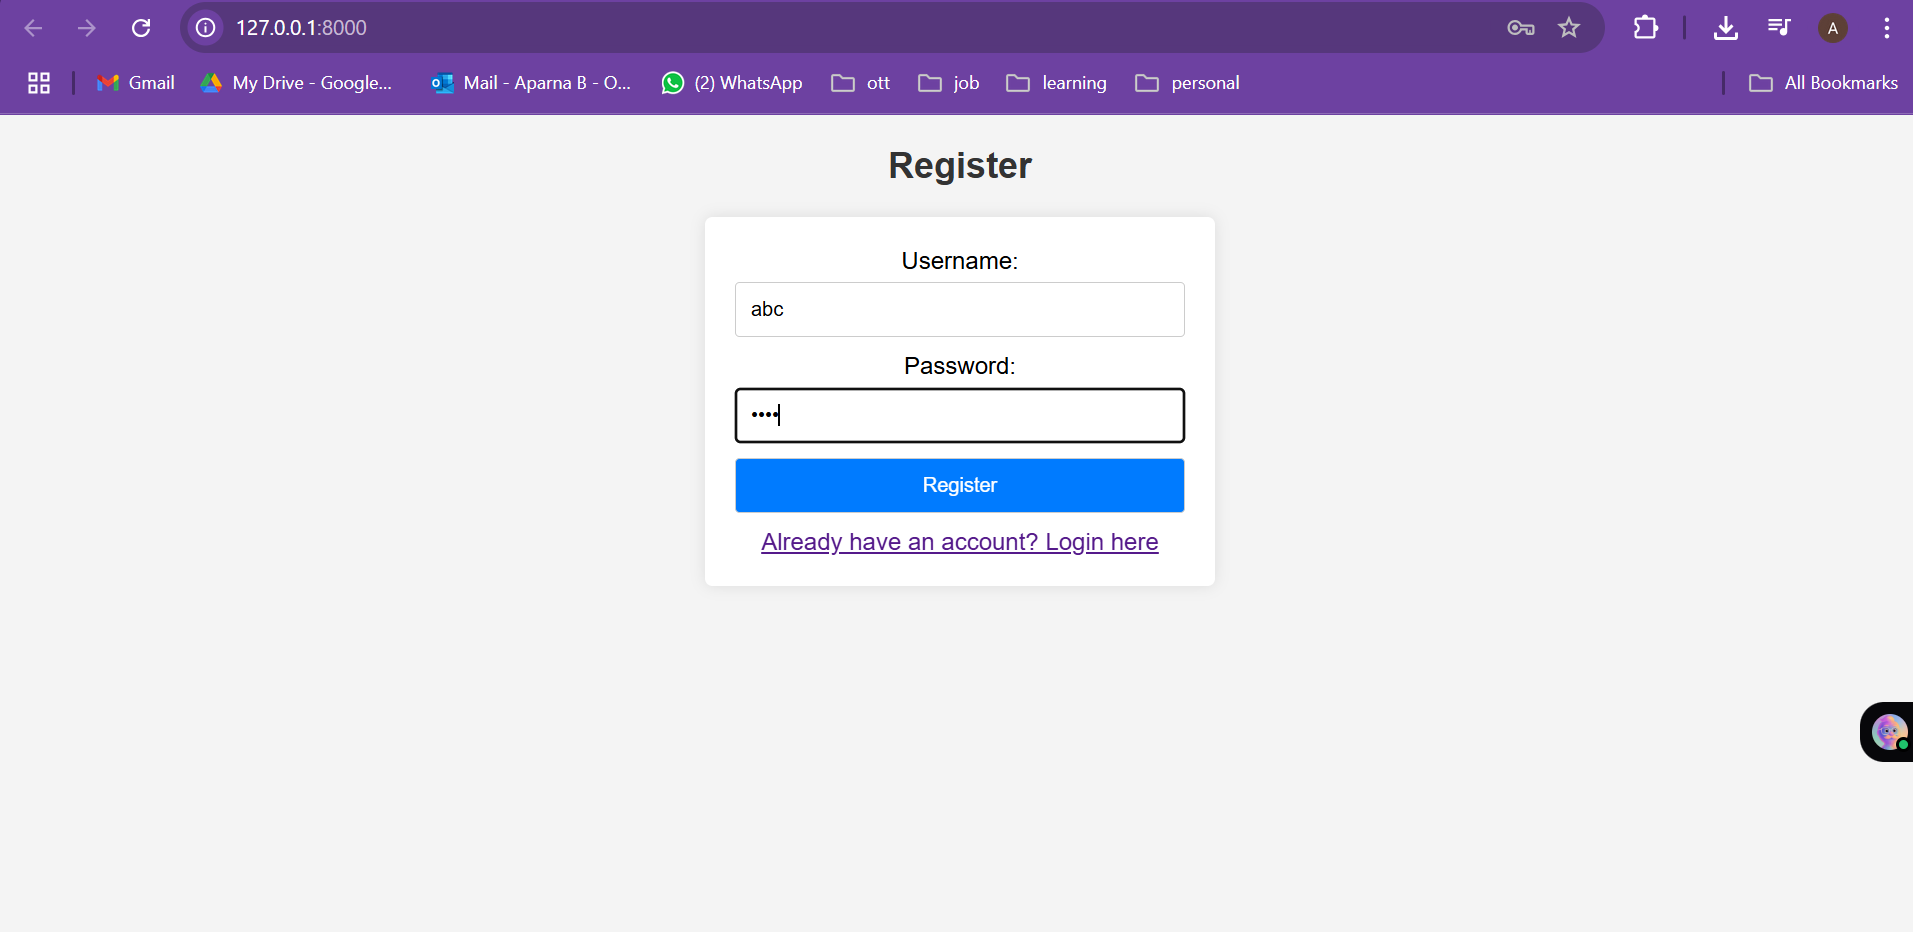 127.0.0.1:8000
A
Gmail
My Drive - Google...
Mail - Aparna B - O...
(2) WhatsApp
ott
job
learning
personal
All Bookmarks
Register
Username:
abc
Password:
••••
Register
Already have an account? Login here